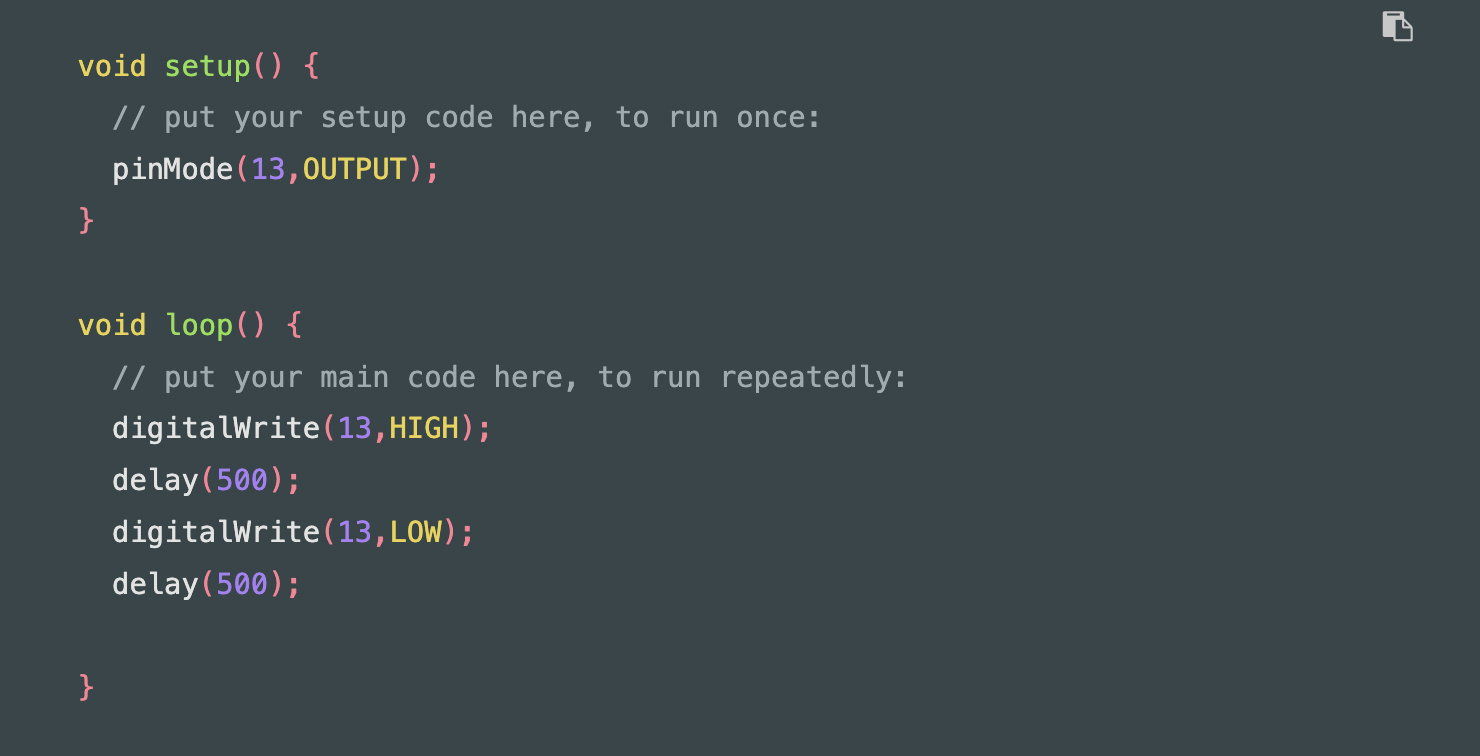 void setup() {
  // put your setup code here, to run once:
  pinMode(13,OUTPUT);
}
void loop() {
  // put your main code here, to run repeatedly:
  digitalWrite(13,HIGH);
  delay(500);
  digitalWrite(13,LOW);
  delay(500);
}